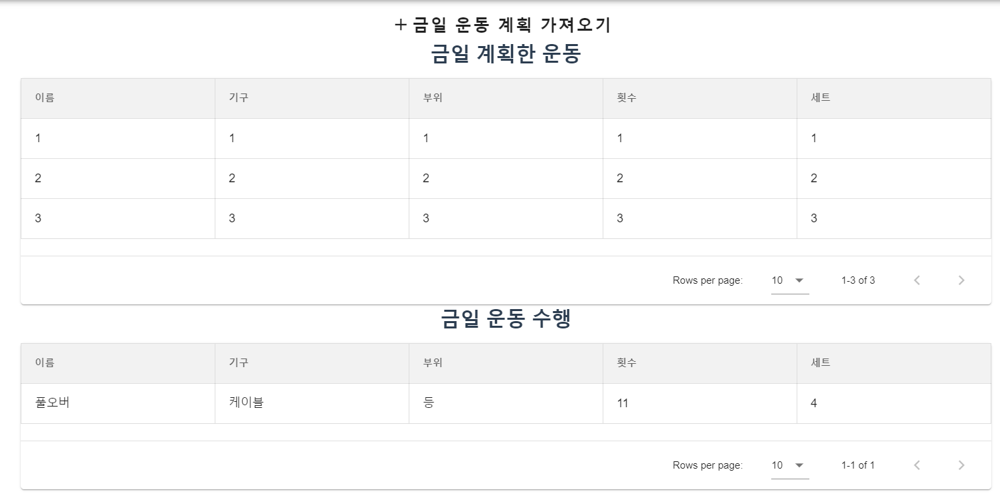 + 금일 운동 계획 가져오기
금일 계획한 운동
이름 기구 부위 횟수 세트
1 1 1 1 1
2 2 2 2 2
3 3 3 3 3
Rows per page: 10 1-3 of 3
금일 운동 수행
이름 기구 부위 횟수 세트
풀오버 케이블 등 11 4
Rows per page: 10 1-1 of 1